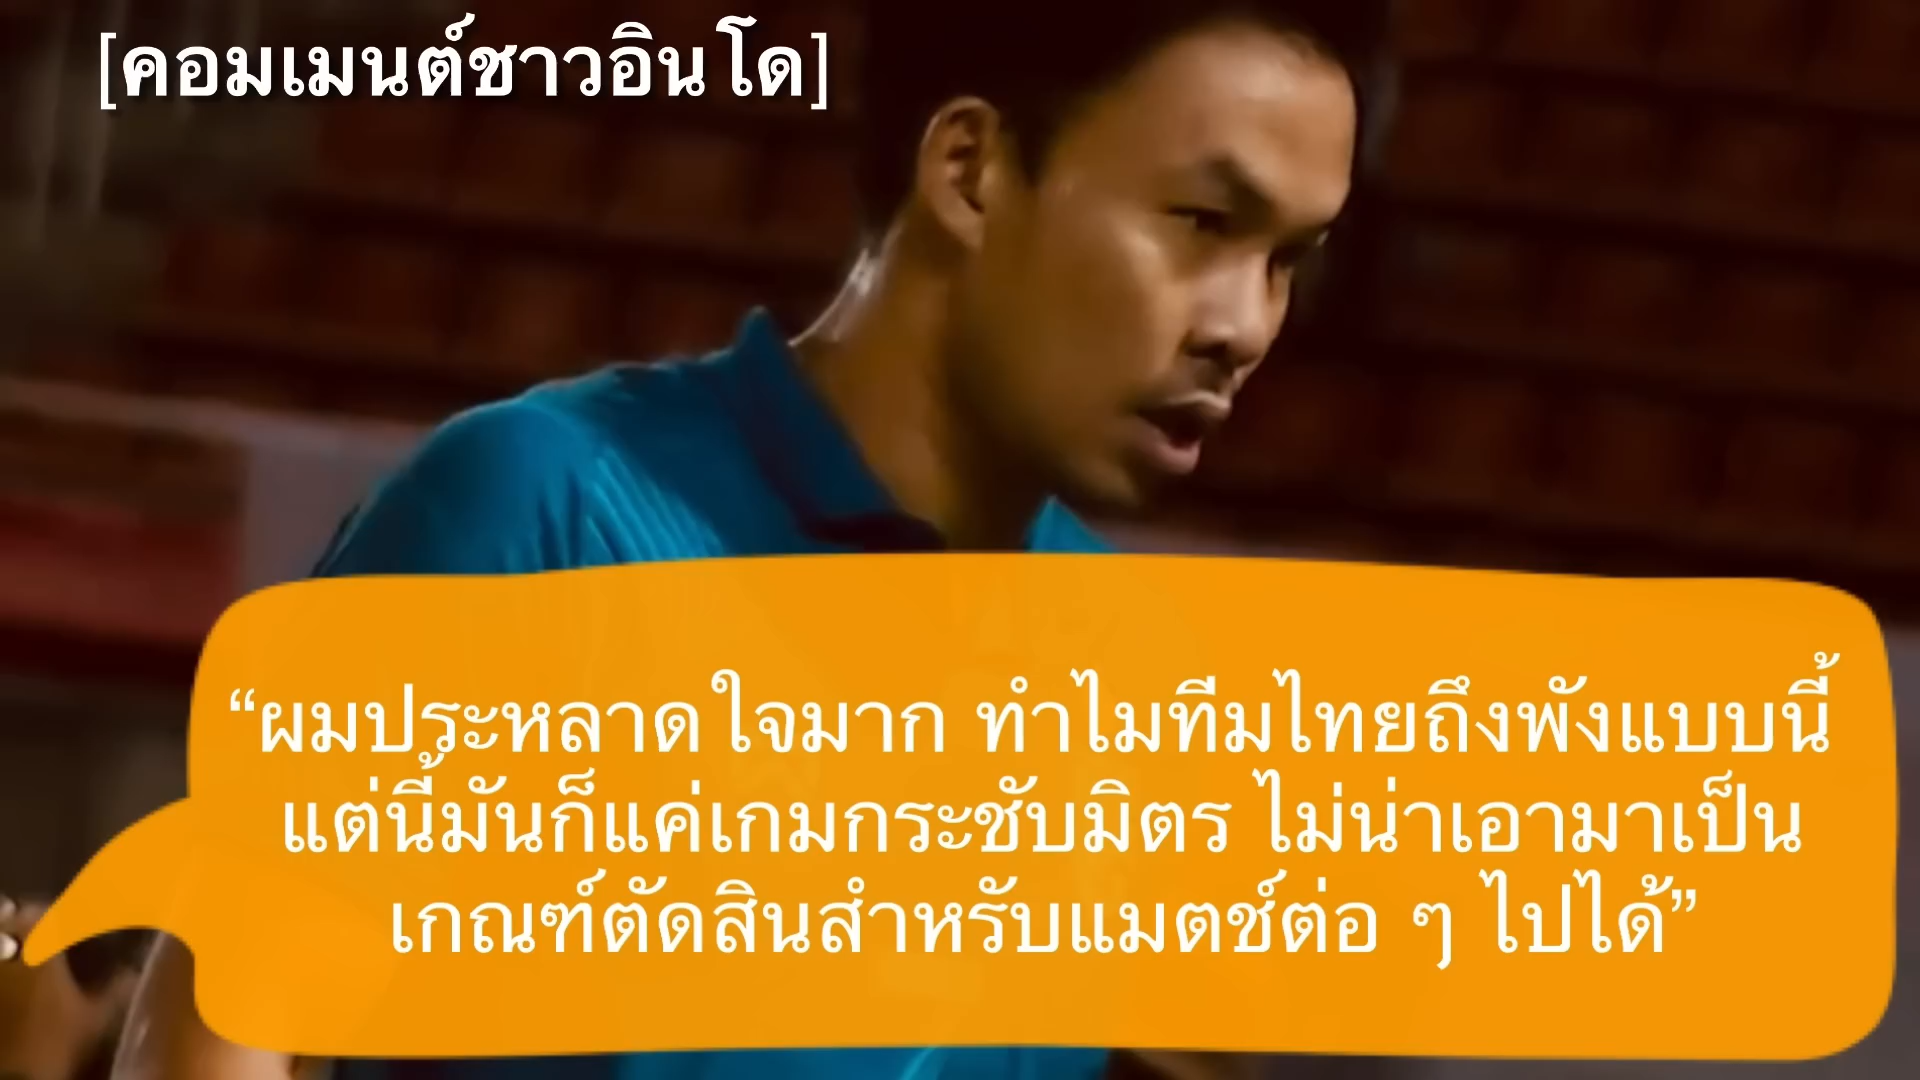 [คอมเมนต์ชาวอินโด]
“ผมประหลาดใจมาก ทำไมทีมไทยถึงพังแบบนี้
แต่นี้มันก็แค่เกมกระชับมิตร ไม่น่าเอามาเป็น
เกณฑ์ตัดสินสำหรับแมตช์ต่อ ๆ ไปได้”